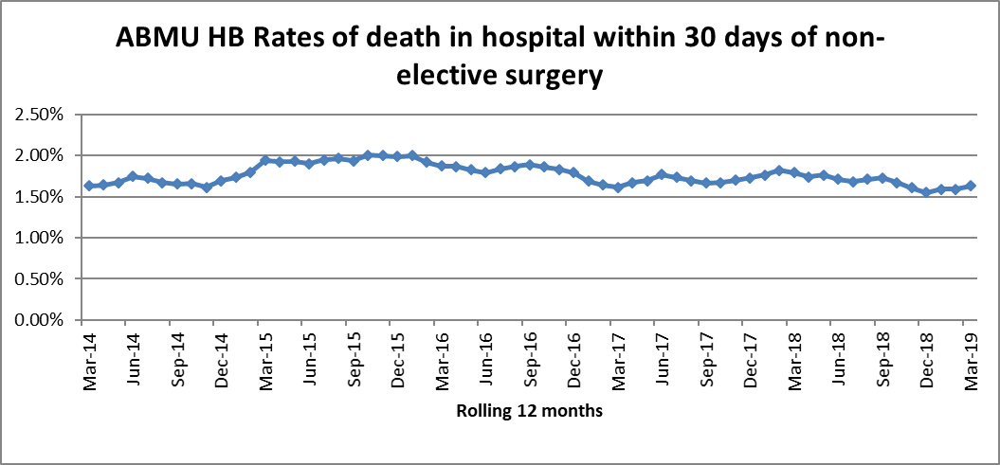 ABMU HB Rates of death in hospital within 30 days of non-
elective surgery
2.50%
2.00%
1.50%
1.00%
0.50%
0.00%
Mar-14
Jun-14
Sep-14
Dec-14
Mar-15
Jun-15
Sep-15
Dec-15
Mar-16
Jun-16
Sep-16
Dec-16
Mar-17
Jun-17
Sep-17
Dec-17
Mar-18
Jun-18
Sep-18
Dec-18
Mar-19
Rolling 12 months